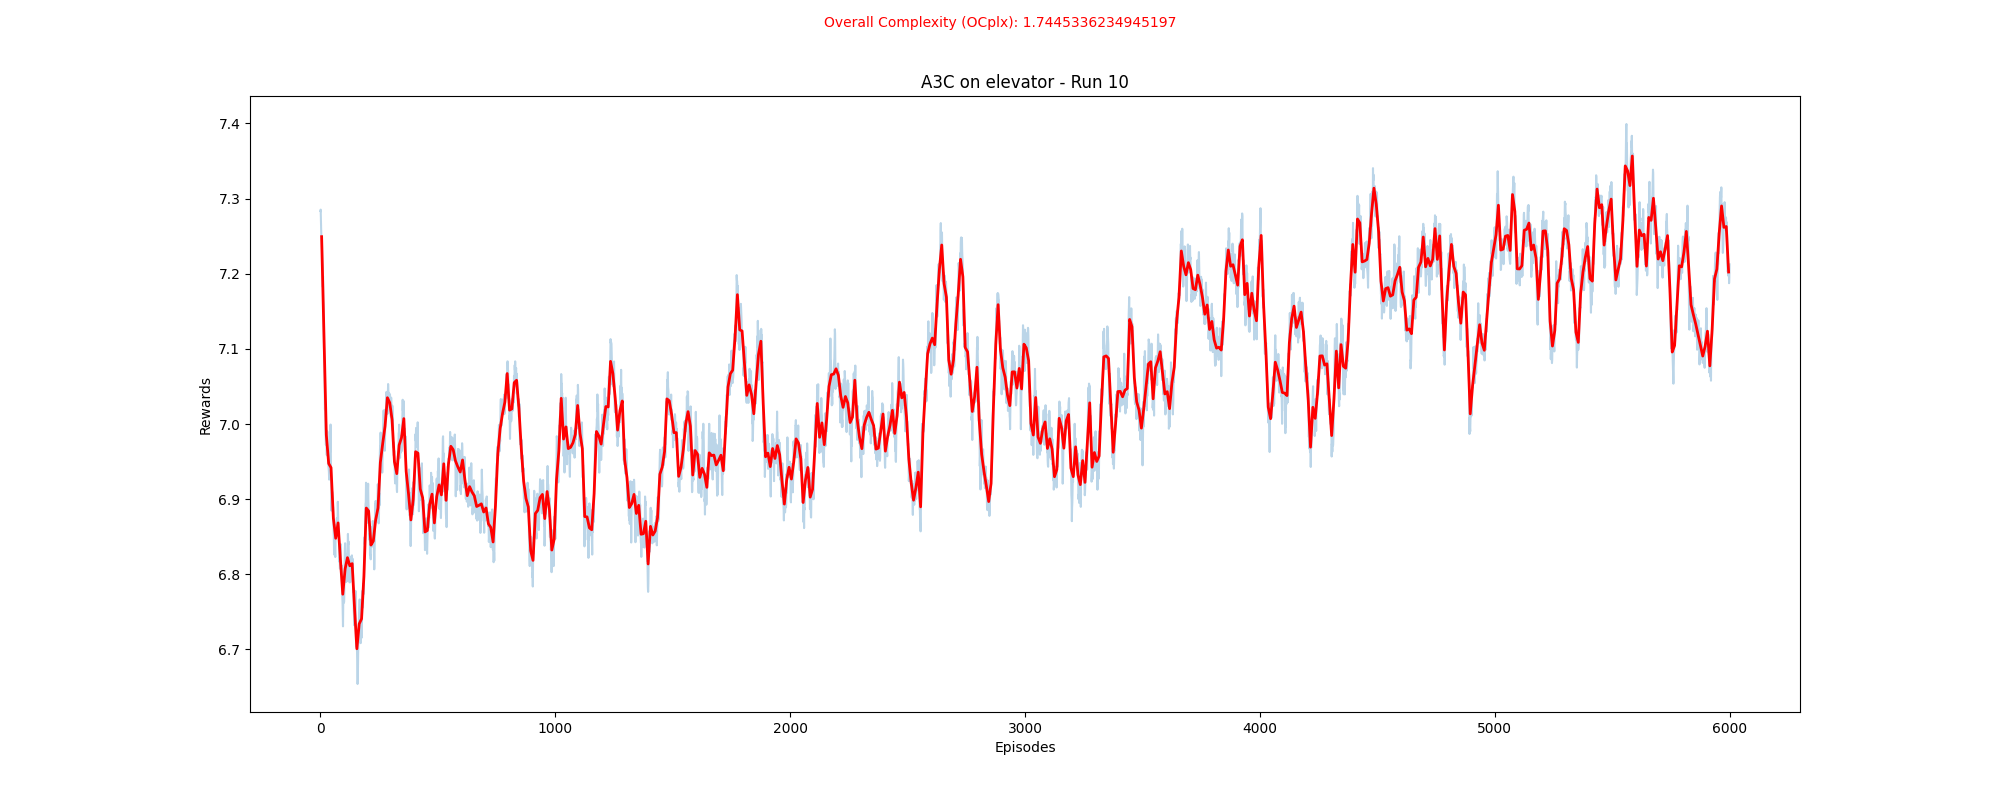 Overall Complexity (OCplx): 1.7445336234945197
A3C on elevator - Run 10
7.4
7.3
7.2
7.1
7.0
6.9
6.8
6.7
Rewards
0 1000 2000 3000 4000 5000 6000
Episodes